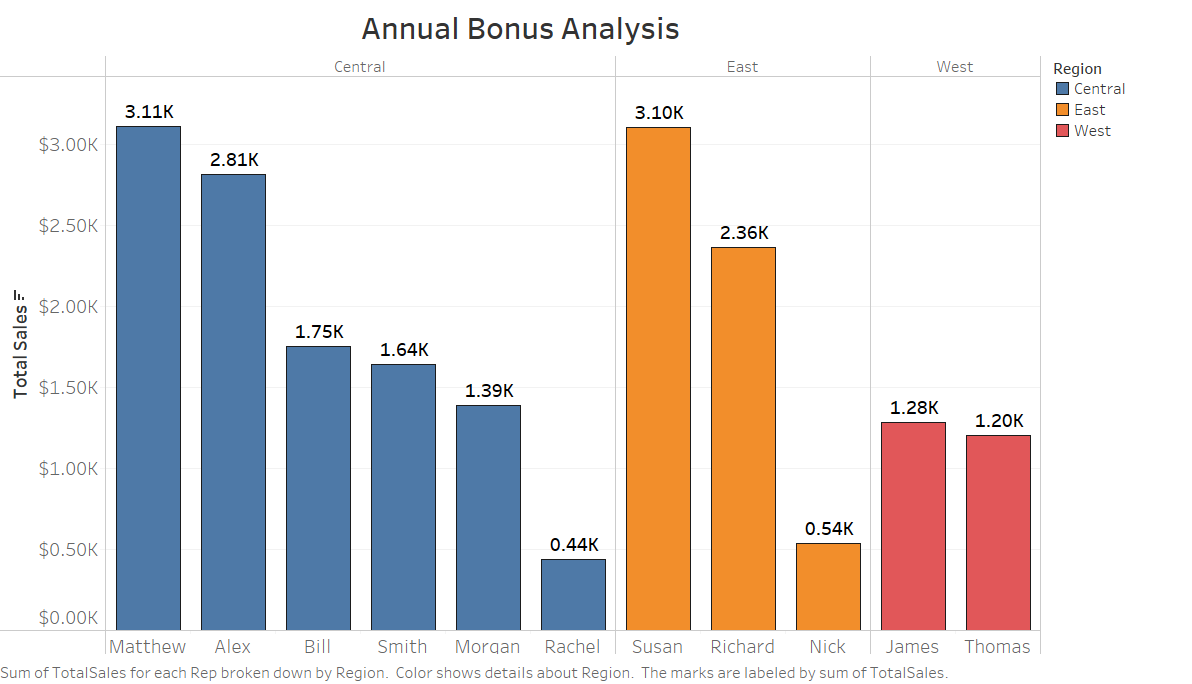 Annual Bonus Analysis
Central East West
Region
Central
East
West
3.11K 2.81K 1.75K 1.64K 1.39K 0.44K 3.10K 2.36K 0.54K 1.28K 1.20K
Total Sales
$3.00K
$2.50K
$2.00K
$1.50K
$1.00K
$0.50K
$0.00K
Matthew Alex Bill Smith Morgan Rachel Susan Richard Nick James Thomas
Sum of TotalSales for each Rep broken down by Region. Color shows details about Region. The marks are labeled by sum of TotalSales.